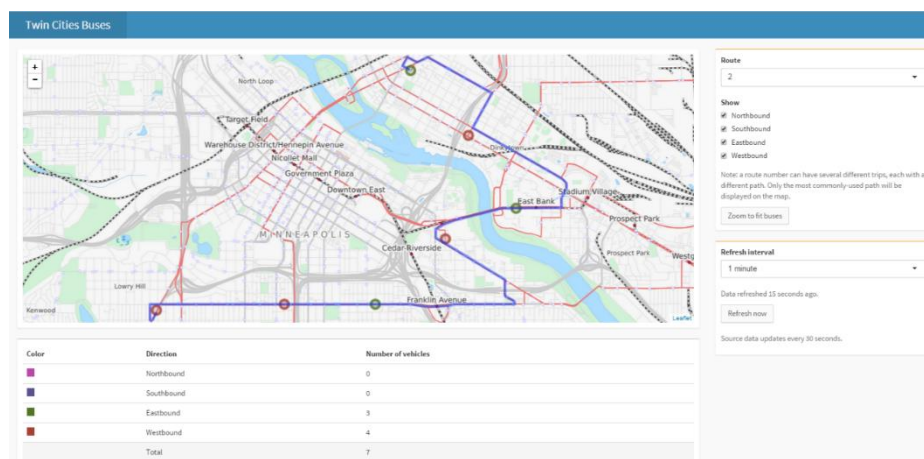 Twin Cities Buses
+
−
North Loop
Target Field
Warehouse District/Hennepin Avenue
Nicollet Mall
Government Plaza
Downtown East
Dinkytown
Stadium Village
East Bank
Prospect Park
MINNEAPOLIS
Cedar-Riverside
Prospect Park
Westg
Lowry Hill
Kenwood
Franklin Avenue
Leaflet
Color Direction Number of vehicles
Northbound 0
Southbound 0
Eastbound 3
Westbound 4
Total 7
Route
2
Show
Northbound
Southbound
Eastbound
Westbound
Note: a route number can have several different trips, each with a
different path. Only the most commonly-used path will be
displayed on the map.
Zoom to fit buses
Refresh interval
1 minute
Data refreshed 15 seconds ago.
Refresh now
Source data updates every 30 seconds.